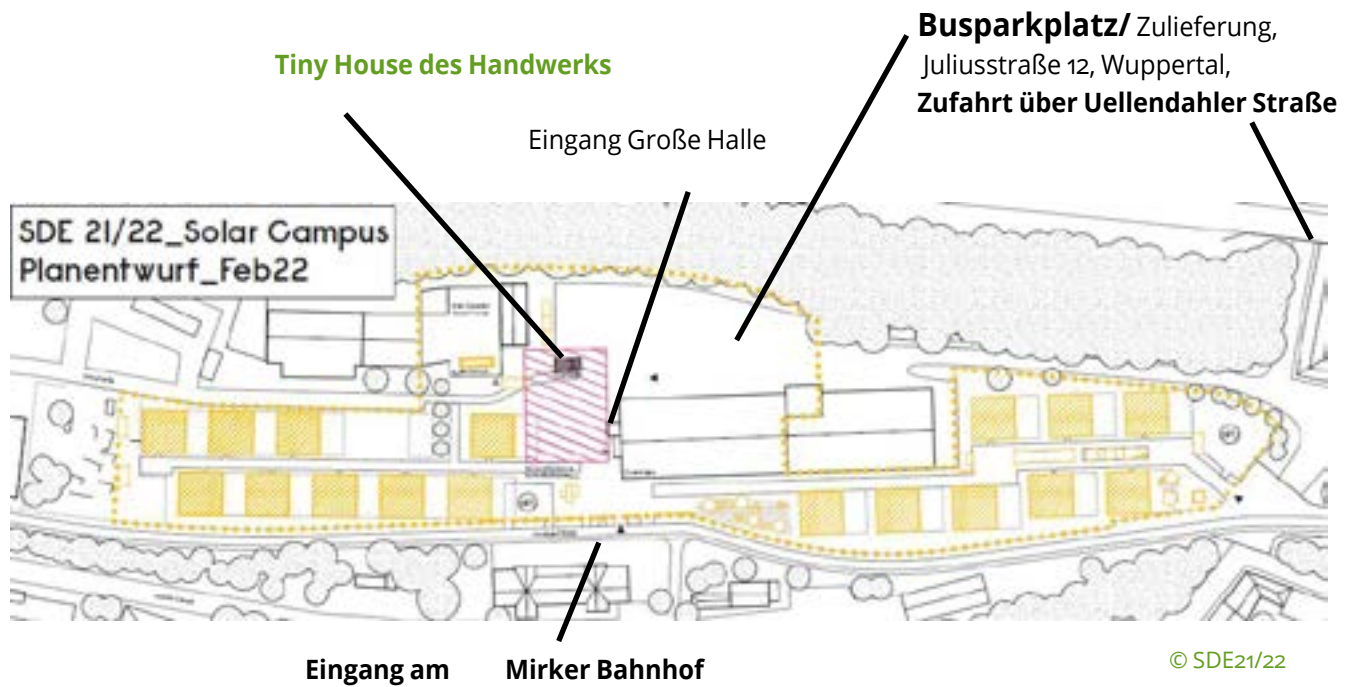 Busparkplatz/ Zulieferung,
Tiny House des Handwerks
Juliusstraße 12, Wuppertal,
Zufahrt über Uellendahler Straße
Eingang Große Halle
SDE 21/22_Solar Campus
Planentwurf_Feb22
Eingang am Mirker Bahnhof
© SDE21/22